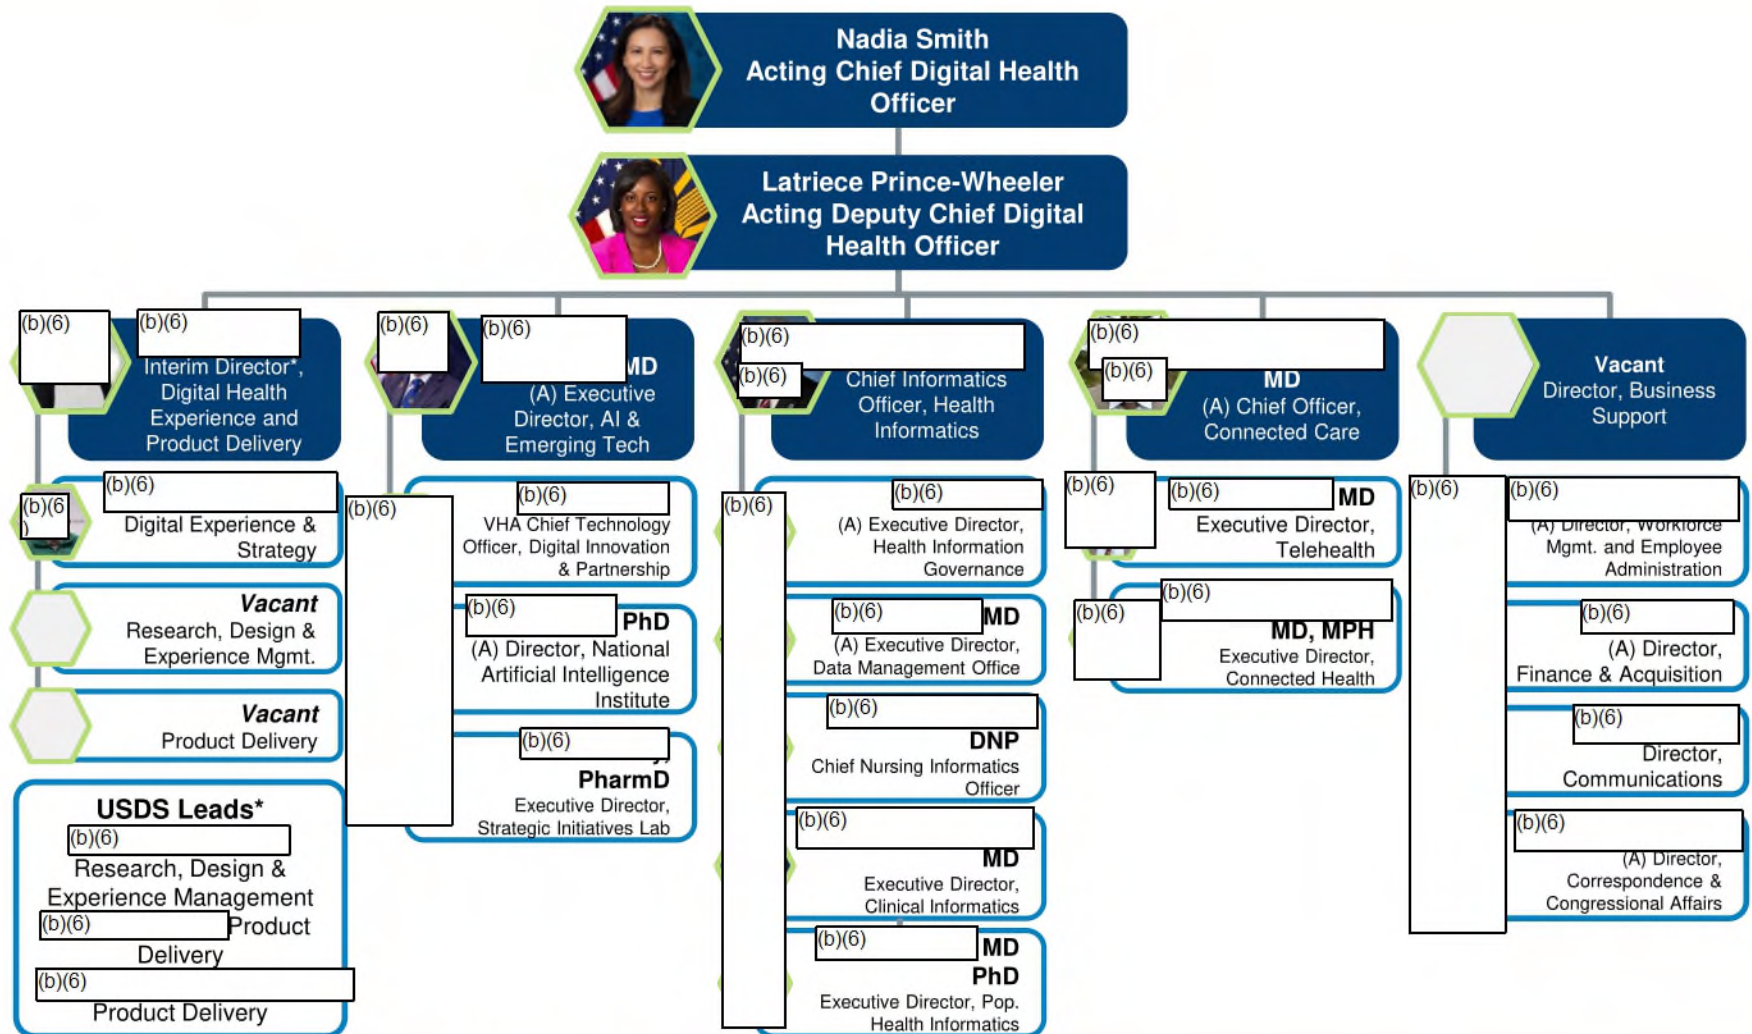 Nadia Smith
Acting Chief Digital Health
Officer
Latriece Prince-Wheeler
Acting Deputy Chief Digital
Health Officer
(b)(6)
(b)(6)
Interim Director*,
Digital Health
Experience and
Product Delivery
(b)(6)
(b)(6)
Digital Experience &
Strategy
Vacant
Research, Design &
Experience Mgmt.
Vacant
Product Delivery
USDS Leads*
(b)(6)
Research, Design &
Experience Management
(b)(6) Product
Delivery
(b)(6)
Product Delivery
(b)(6)
(b)(6)
MD
(A) Executive
Director, AI &
Emerging Tech
(b)(6)
(b)(6)
VHA Chief Technology
Officer, Digital Innovation
& Partnership
(b)(6)
PhD
(A) Director, National
Artificial Intelligence
Institute
(b)(6)
PharmD
Executive Director,
Strategic Initiatives Lab
(b)(6)
(b)(6)
Chief Informatics
Officer, Health
Informatics
(b)(6)
(b)(6)
(A) Executive Director,
Health Information
Governance
(b)(6)
MD
(A) Executive Director,
Data Management Office
(b)(6)
DNP
Chief Nursing Informatics
Officer
(b)(6)
MD
Executive Director,
Clinical Informatics
(b)(6)
MD
PhD
Executive Director, Pop.
Health Informatics
(b)(6)
(b)(6)
MD
(A) Chief Officer,
Connected Care
(b)(6)
(b)(6)
MD
Executive Director,
Telehealth
(b)(6)
(b)(6)
MD, MPH
Executive Director,
Connected Health
Vacant
Director, Business
Support
(b)(6)
(b)(6)
(A) Director, Workforce
Mgmt. and Employee
Administration
(b)(6)
(A) Director,
Finance & Acquisition
(b)(6)
Director,
Communications
(b)(6)
(A) Director,
Correspondence &
Congressional Affairs